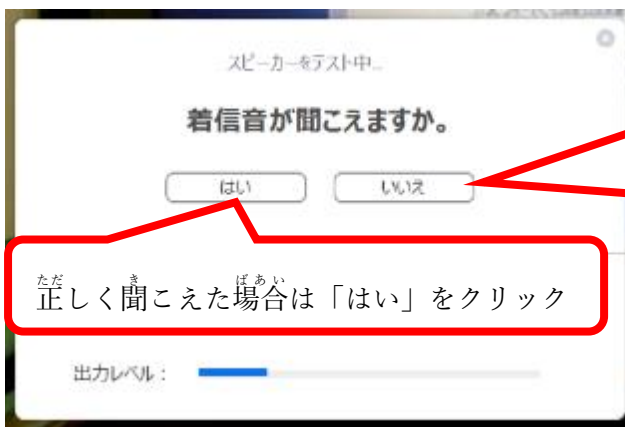 スピーカーをテスト中...
着信音が聞こえますか。
はい
いいえ
ただ き ばあい
正しく聞こえた場合は「はい」をクリック
出力レベル：